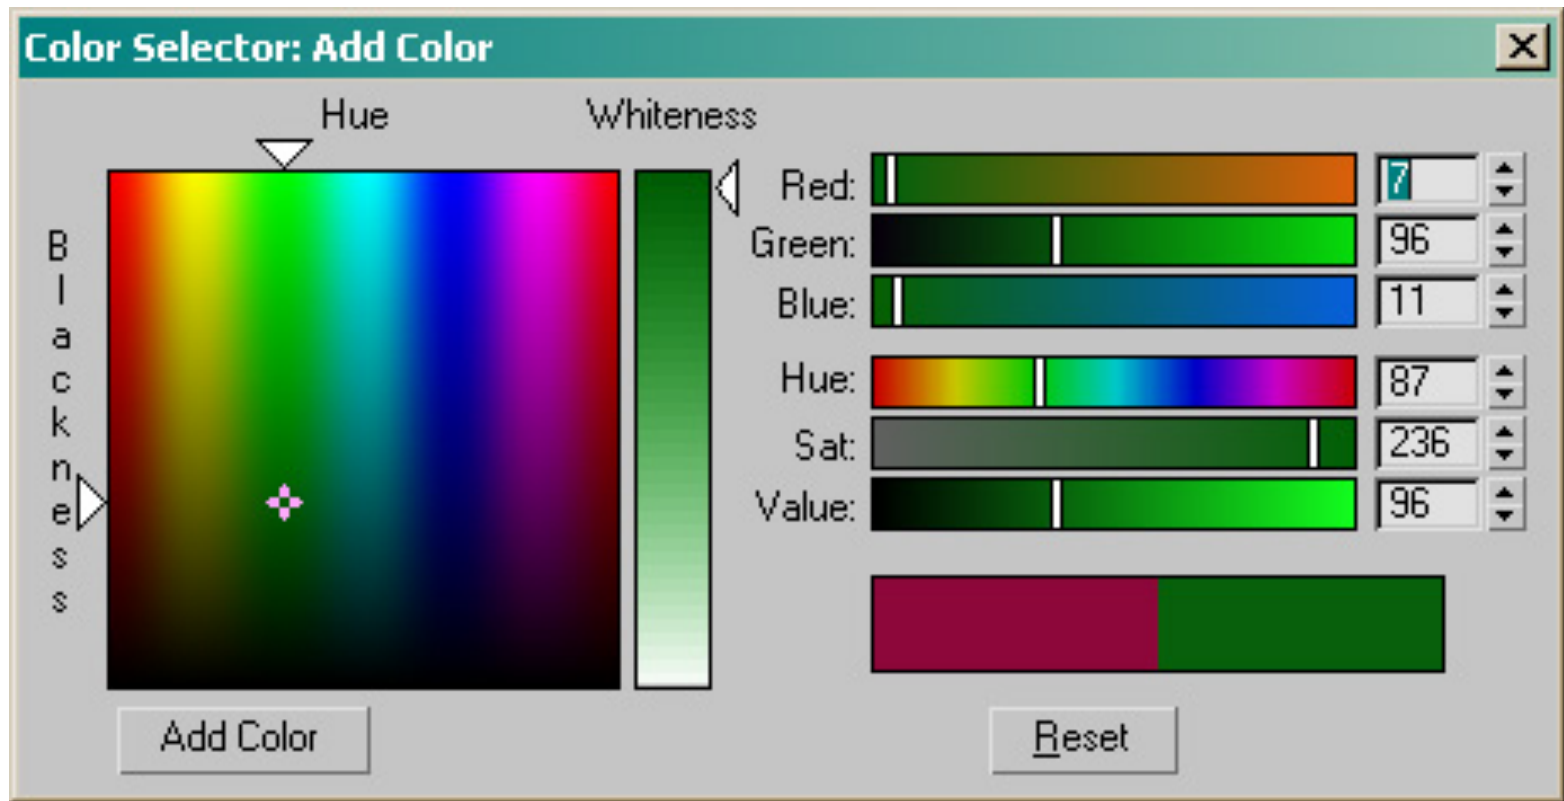 Color Selector: Add Color
Hue
Whiteness
Blackness
Red: 7
Green: 96
Blue: 11
Hue: 87
Sat: 236
Value: 96
Add Color
Reset